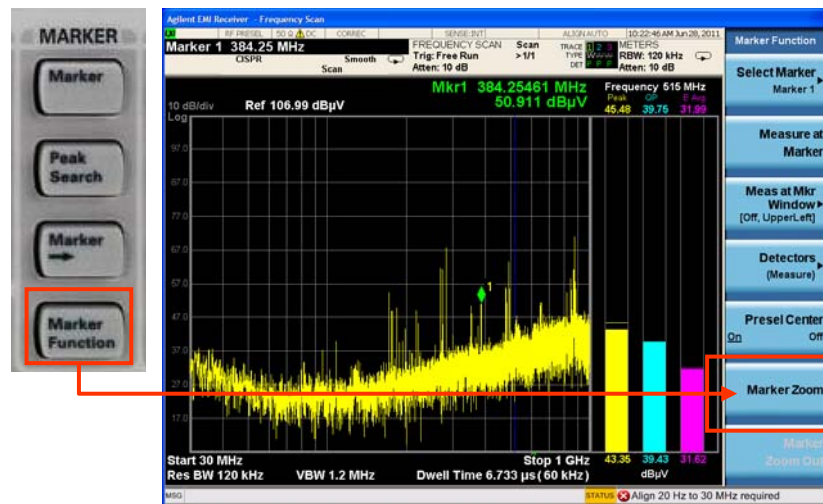 MARKER
Marker
Peak
Search
Marker
Marker
Function
Agilent EMI Receiver - Frequency Scan
RF PRESEL 50 Ω DC CORREC SENSE:INT ALIGN AUTO 10:22:46 AM Jun 28, 2011
Marker 1 384.25 MHz
CISPR Smooth
Scan
FREQUENCY SCAN Scan
Trig: Free Run >1/1
Atten: 10 dB
TRACE 1 2 3
TYPE
DET P P P
METERS
RBW: 120 kHz
Atten: 10 dB
Mkr1 384.25461 MHz
50.911 dBµV
10 dB/div Ref 106.99 dBµV
Log
97.0
87.0
77.0
67.0
57.0
47.0
37.0
27.0
17.0
1
Start 30 MHz Stop 1 GHz
Res BW 120 kHz VBW 1.2 MHz Dwell Time 6.733 µs (60 kHz)
Frequency 515 MHz
Peak QP E Avg
45.48 39.75 31.99
43.35 39.43 31.62
dBµV
MSG STATUS Align 20 Hz to 30 MHz required
Marker Function
Select Marker
Marker 1
Measure at
Marker
Meas at Mkr
Window
[Off, UpperLeft]
Detectors
(Measure)
Presel Center
On Off
Marker Zoom
Marker
Zoom Out